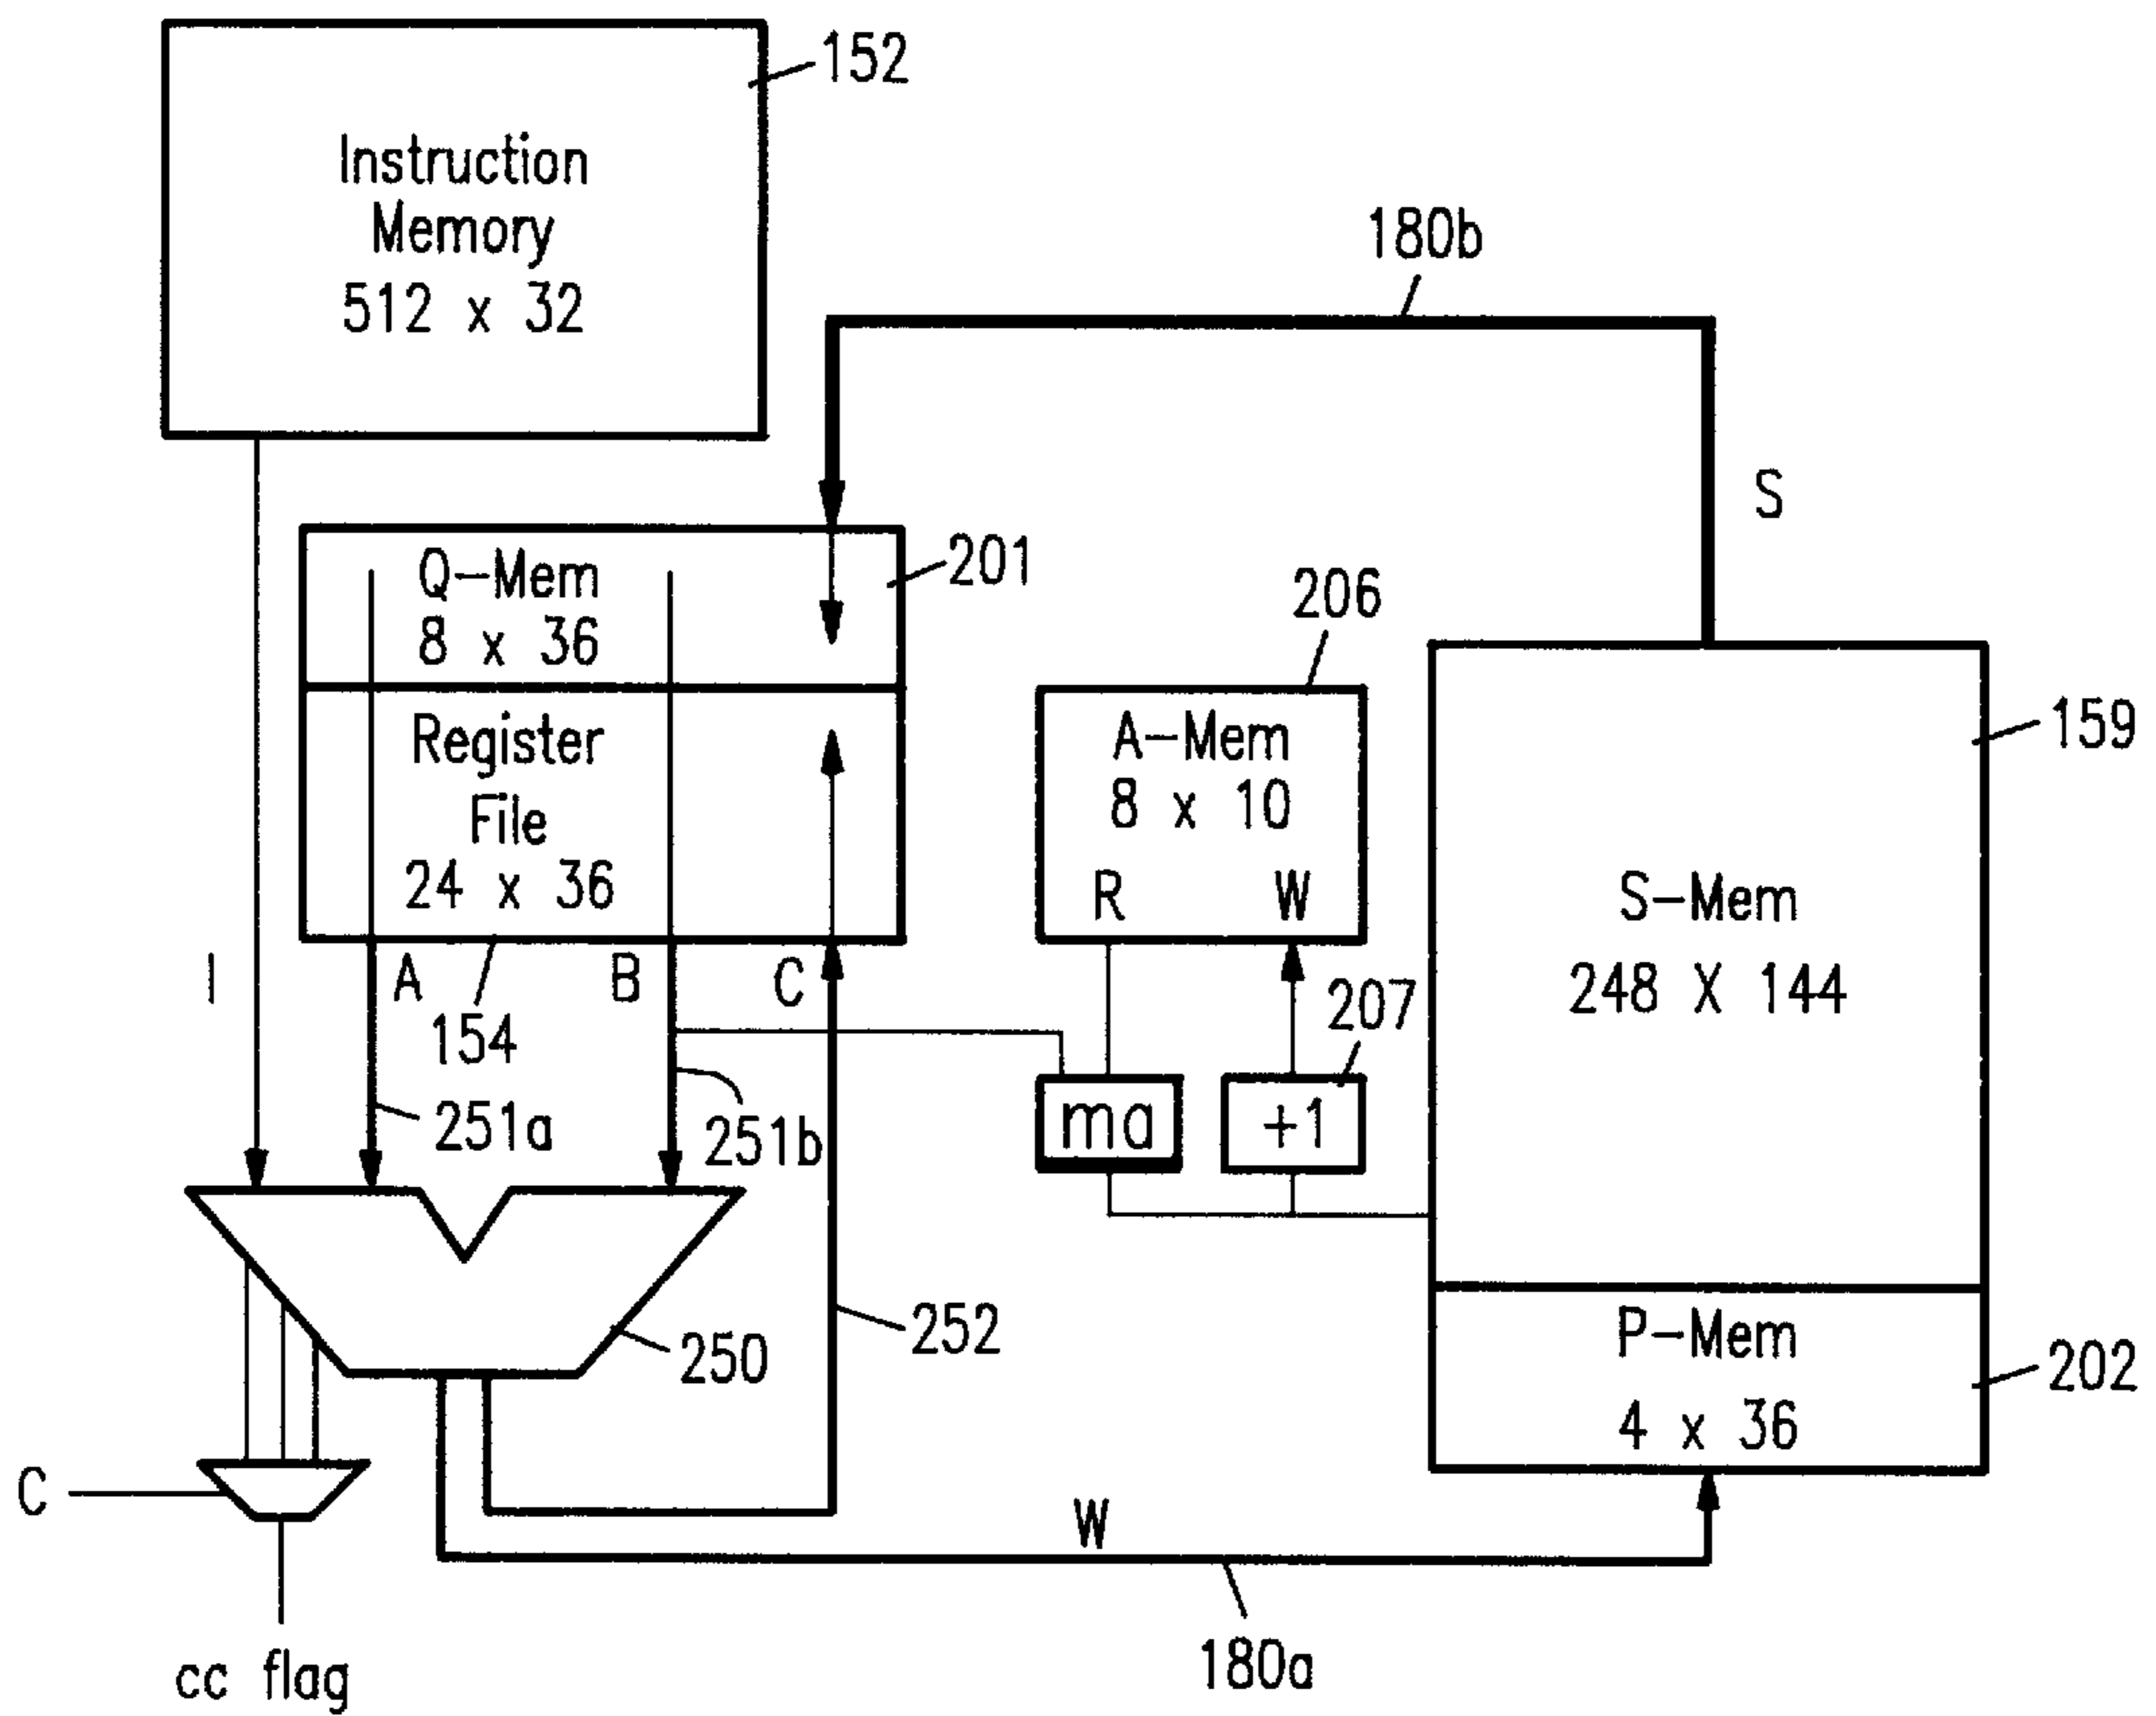 152
Instruction
Memory
512 x 32
180b
S
Q-Mem
8 x 36
201
206
159
Register
File
24 x 36
A-Mem
8 x 10
R W
S-Mem
248 X 144
I
A
B
C
154
207
251a
251b
ma
+1
250
252
P-Mem
4 x 36
202
C
W
cc flag
180a